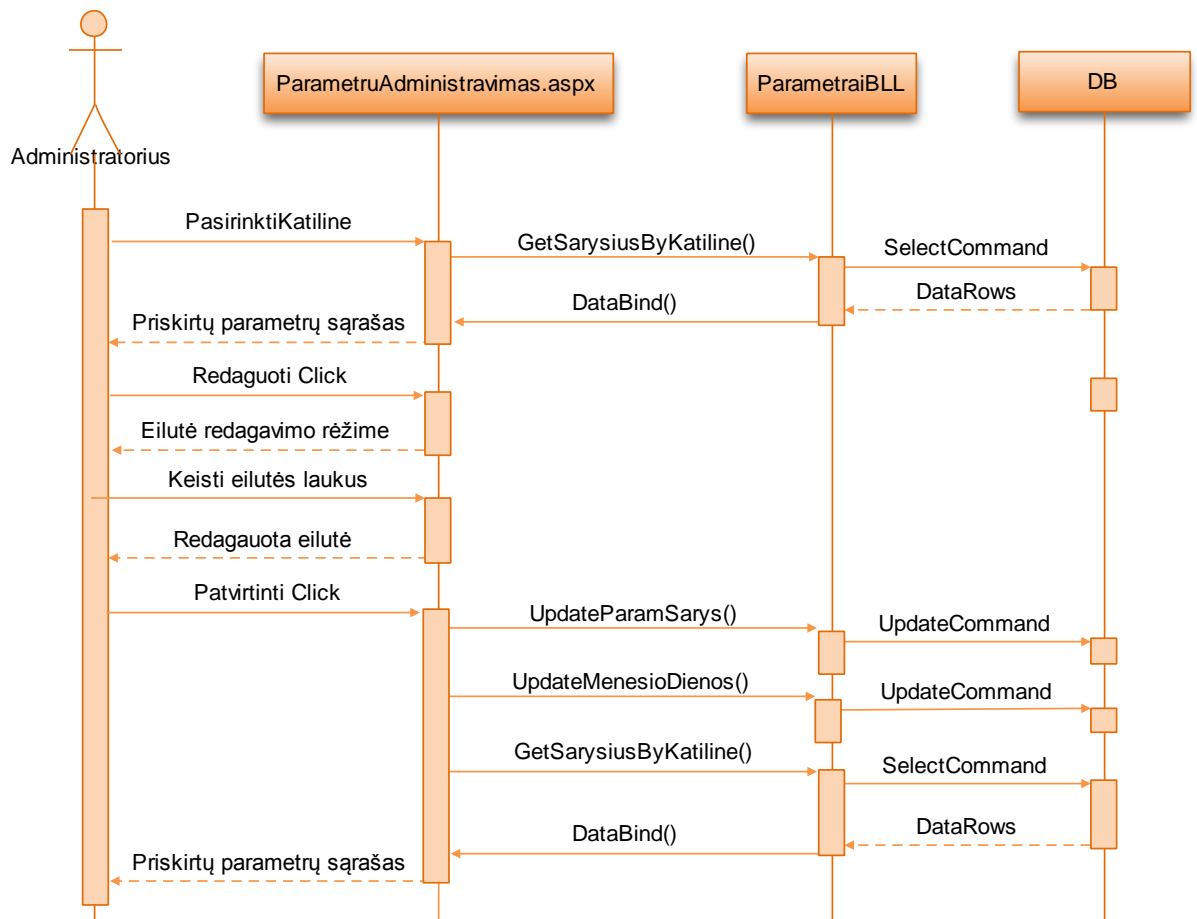 ParametruAdministravimas.aspx
ParametraiBLL
DB
Administratorius
PasirinktiKatiline
GetSarysiusByKatiline()
SelectCommand
DataRows
DataBind()
Priskirtų parametrų sąrašas
Redaguoti Click
Eilutė redagavimo rėžime
Keisti eilutės laukus
Redagauota eilutė
Patvirtinti Click
UpdateParamSarys()
UpdateCommand
UpdateMenesioDienos()
UpdateCommand
GetSarysiusByKatiline()
SelectCommand
DataRows
DataBind()
Priskirtų parametrų sąrašas